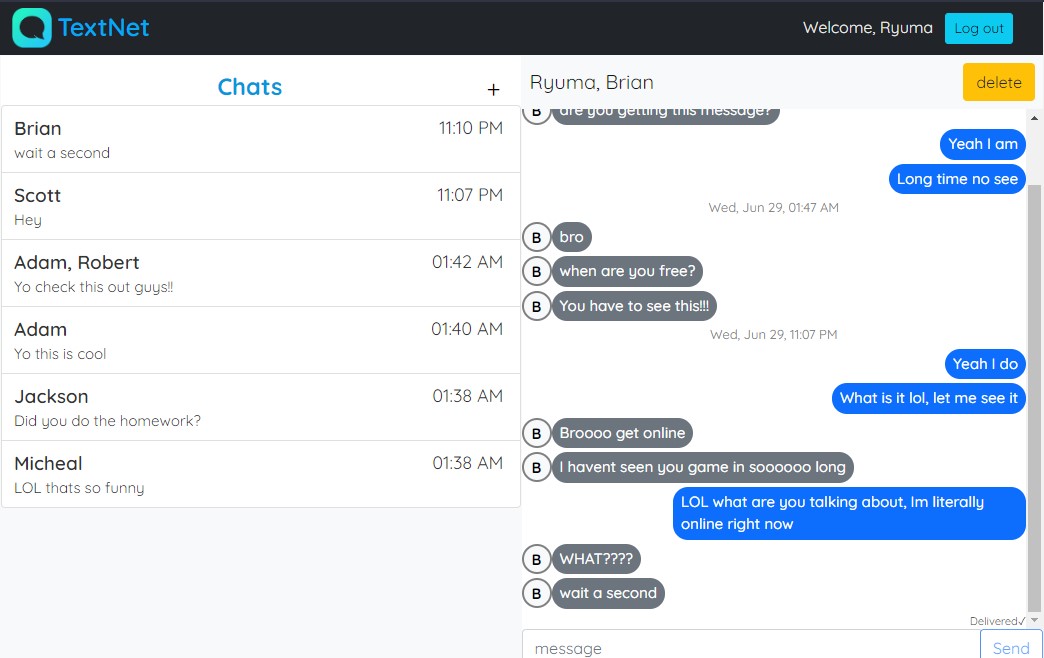 TextNet
Welcome, Ryuma
Log out
Chats
+
Brian
11:10 PM
wait a second
Scott
11:07 PM
Hey
Adam, Robert
01:42 AM
Yo check this out guys!!
Adam
01:40 AM
Yo this is cool
Jackson
01:38 AM
Did you do the homework?
Micheal
01:38 AM
LOL thats so funny
Ryuma, Brian
delete
B
are you getting this message?
Yeah I am
Long time no see
Wed, Jun 29, 01:47 AM
B
bro
B
when are you free?
B
You have to see this!!!
Wed, Jun 29, 11:07 PM
Yeah I do
What is it lol, let me see it
B
Broooo get online
B
I havent seen you game in soooooo long
LOL what are you talking about, Im literally
online right now
B
WHAT????
B
wait a second
Delivered✓
message
Send